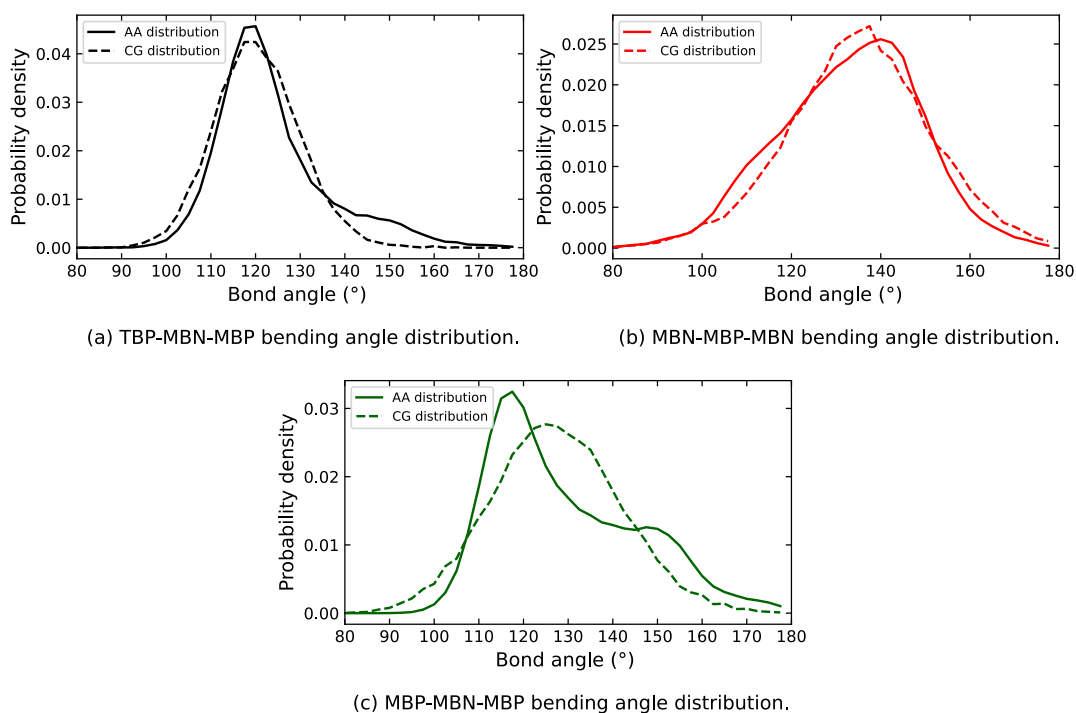 AA distribution
CG distribution
Probability density
0.04
0.03
0.02
0.01
0.00
80 90 100 110 120 130 140 150 160 170 180
Bond angle (°)
(a) TBP-MBN-MBP bending angle distribution.
AA distribution
CG distribution
Probability density
0.025
0.020
0.015
0.010
0.005
0.000
80 100 120 140 160 180
Bond angle (°)
(b) MBN-MBP-MBN bending angle distribution.
AA distribution
CG distribution
Probability density
0.03
0.02
0.01
0.00
80 90 100 110 120 130 140 150 160 170 180
Bond angle (°)
(c) MBP-MBN-MBP bending angle distribution.